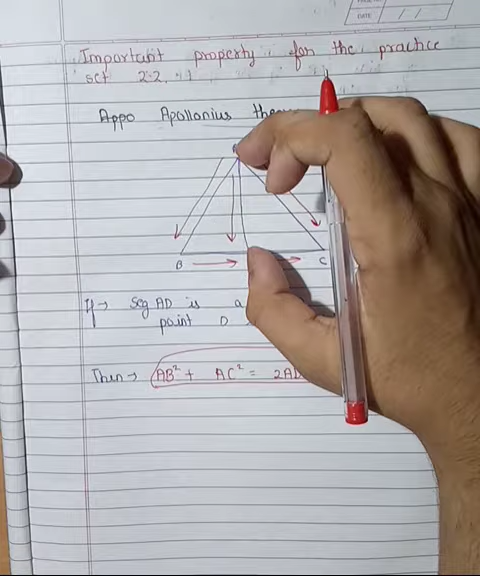 DATE / /
Important property for the practice
set 2.2.
Appo Apollonius
B C
If → seg AD is a
point D
Then → AB² + AC² = 2AD